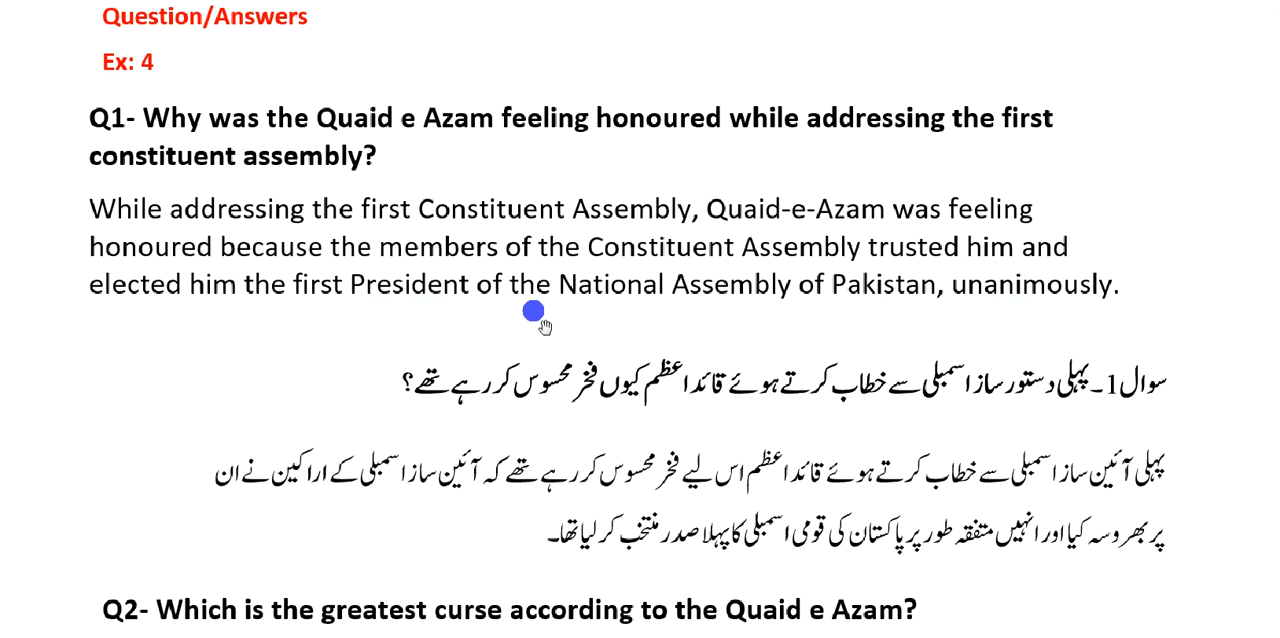 Question/Answers
Ex: 4
Q1- Why was the Quaid e Azam feeling honoured while addressing the first
constituent assembly?
While addressing the first Constituent Assembly, Quaid-e-Azam was feeling
honoured because the members of the Constituent Assembly trusted him and
elected him the first President of the National Assembly of Pakistan, unanimously.
سوال 1۔ پہلی دستور ساز اسمبلی سے خطاب کرتے ہوئے قائد اعظم کیوں فخر محسوس کر رہے تھے؟
پہلی آئین ساز اسمبلی سے خطاب کرتے ہوئے قائد اعظم اس لیے فخر محسوس کر رہے تھے کہ آئین ساز اسمبلی کے اراکین نے ان
پر بھروسہ کیا اور انہیں متفقہ طور پر پاکستان کی قومی اسمبلی کا پہلا صدر منتخب کر لیا تھا۔
Q2- Which is the greatest curse according to the Quaid e Azam?